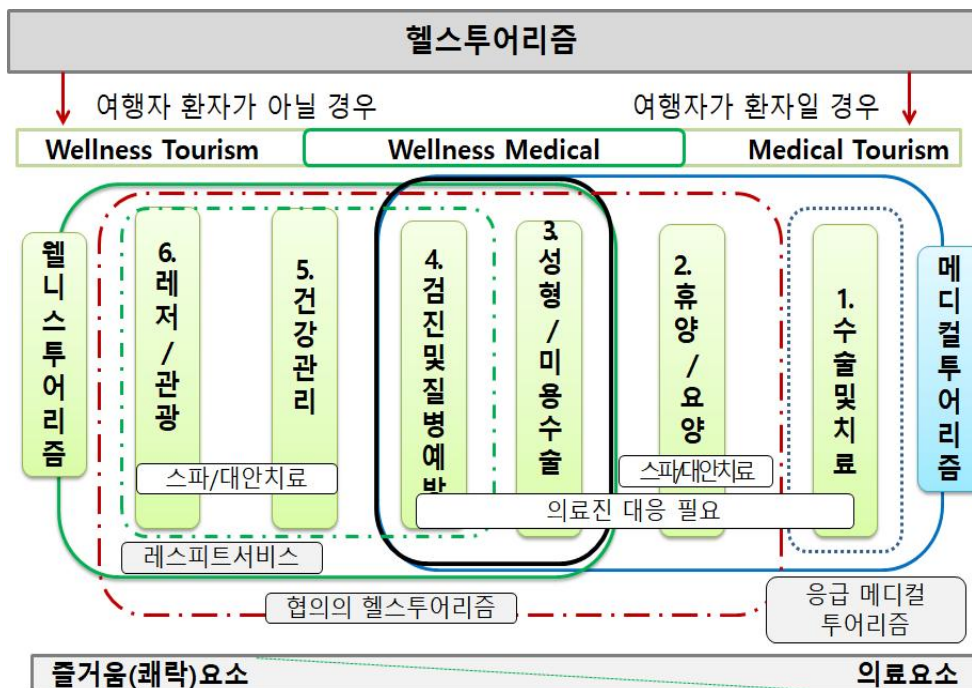 헬스투어리즘
여행자 환자가 아닐 경우
여행자가 환자일 경우
Wellness Tourism
Wellness Medical
Medical Tourism
웰니스투어리즘
6.레저/관광
5.건강관리
4.검진및질병예방
3.성형/미용수술
2.휴양/요양
1.수술및치료
메디컬투어리즘
스파/대안치료
스파/대안치료
의료진 대응 필요
레스피트서비스
협의의 헬스투어리즘
응급 메디컬
투어리즘
즐거움(쾌락)요소
의료요소